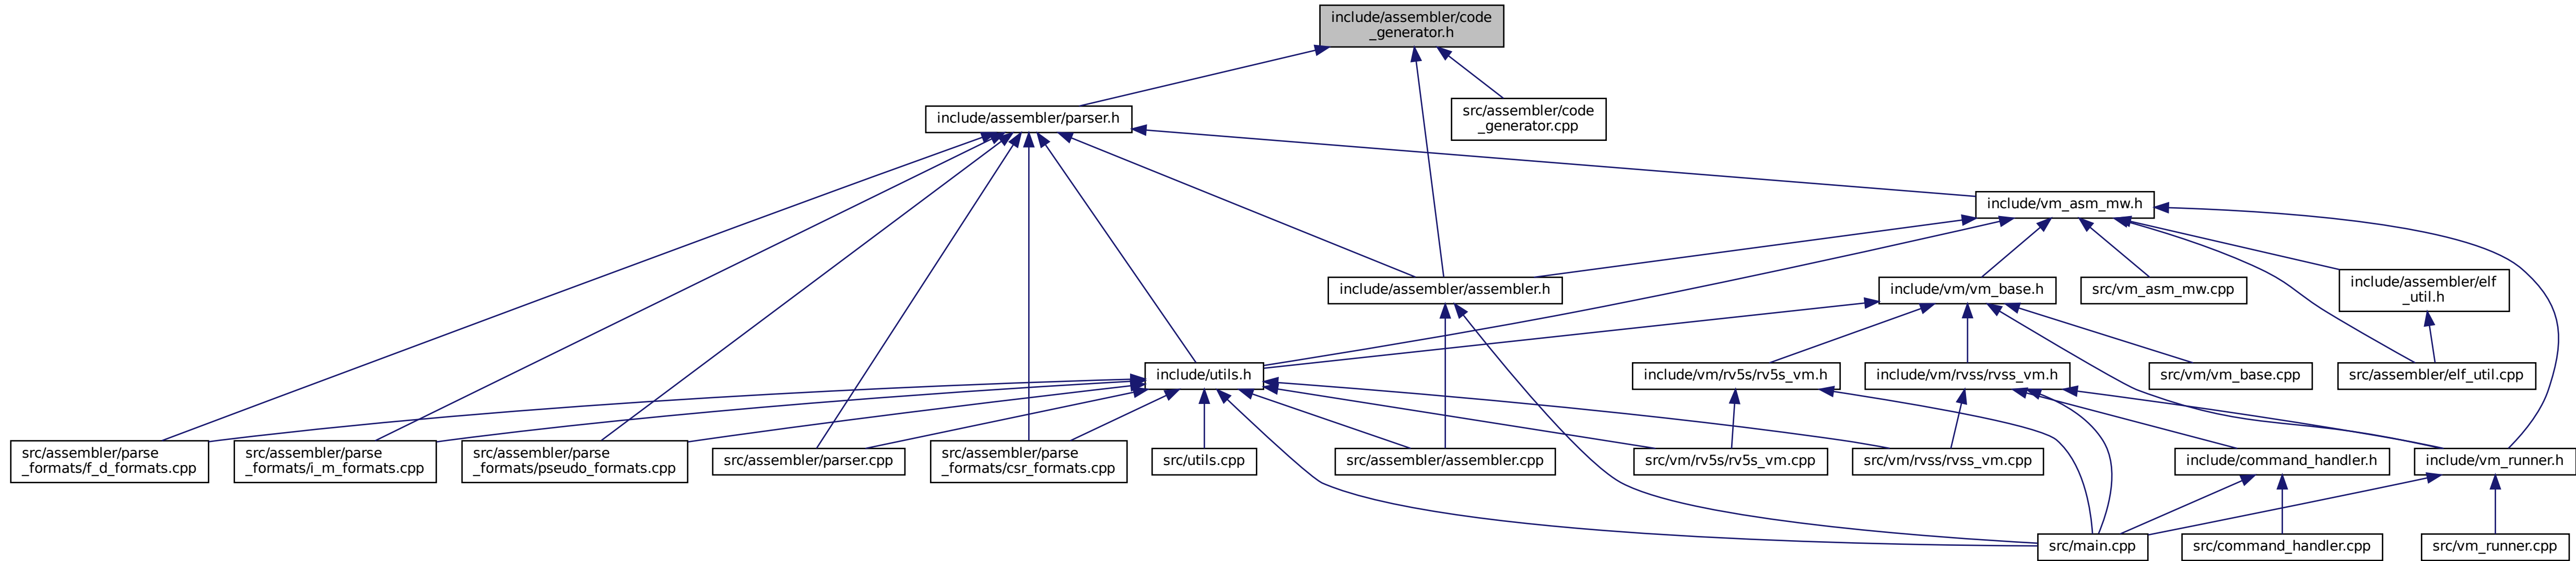 include/assembler/code
_generator.h
include/assembler/parser.h
src/assembler/code
_generator.cpp
include/vm_asm_mw.h
include/assembler/assembler.h
include/vm/vm_base.h
src/vm_asm_mw.cpp
include/assembler/elf
_util.h
include/utils.h
include/vm/rv5s/rv5s_vm.h
include/vm/rvss/rvss_vm.h
src/vm/vm_base.cpp
src/assembler/elf_util.cpp
src/assembler/parse
_formats/f_d_formats.cpp
src/assembler/parse
_formats/i_m_formats.cpp
src/assembler/parse
_formats/pseudo_formats.cpp
src/assembler/parser.cpp
src/assembler/parse
_formats/csr_formats.cpp
src/utils.cpp
src/assembler/assembler.cpp
src/vm/rv5s/rv5s_vm.cpp
src/vm/rvss/rvss_vm.cpp
include/command_handler.h
include/vm_runner.h
src/main.cpp
src/command_handler.cpp
src/vm_runner.cpp